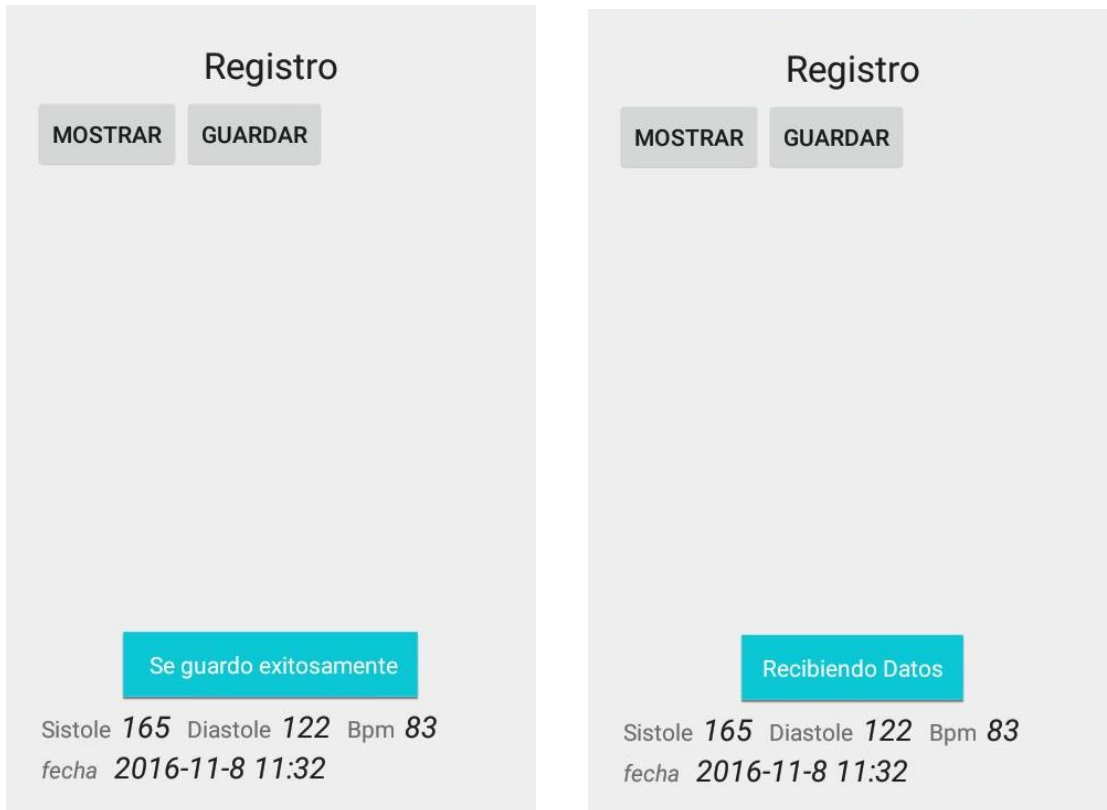 Registro
MOSTRAR GUARDAR
Se guardo exitosamente
Sistole 165 Diastole 122 Bpm 83
fecha 2016-11-8 11:32
Registro
MOSTRAR GUARDAR
Recibiendo Datos
Sistole 165 Diastole 122 Bpm 83
fecha 2016-11-8 11:32